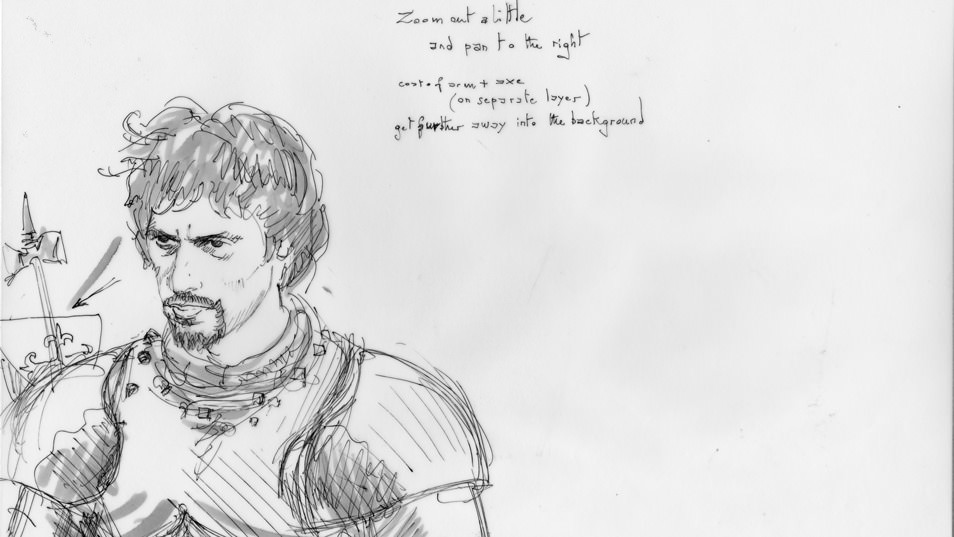 Zoom out a little
and pan to the right
coat of arm + axe
(on separate layer)
get further away into the background